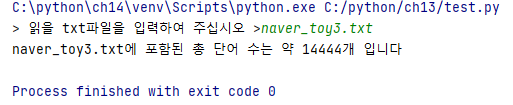 C:\python\ch14\venv\Scripts\python.exe C:/python/ch13/test.py
> 읽을 txt파일을 입력하여 주십시오 >naver_toy3.txt
naver_toy3.txt에 포함된 총 단어 수는 약 14444개 입니다
Process finished with exit code 0